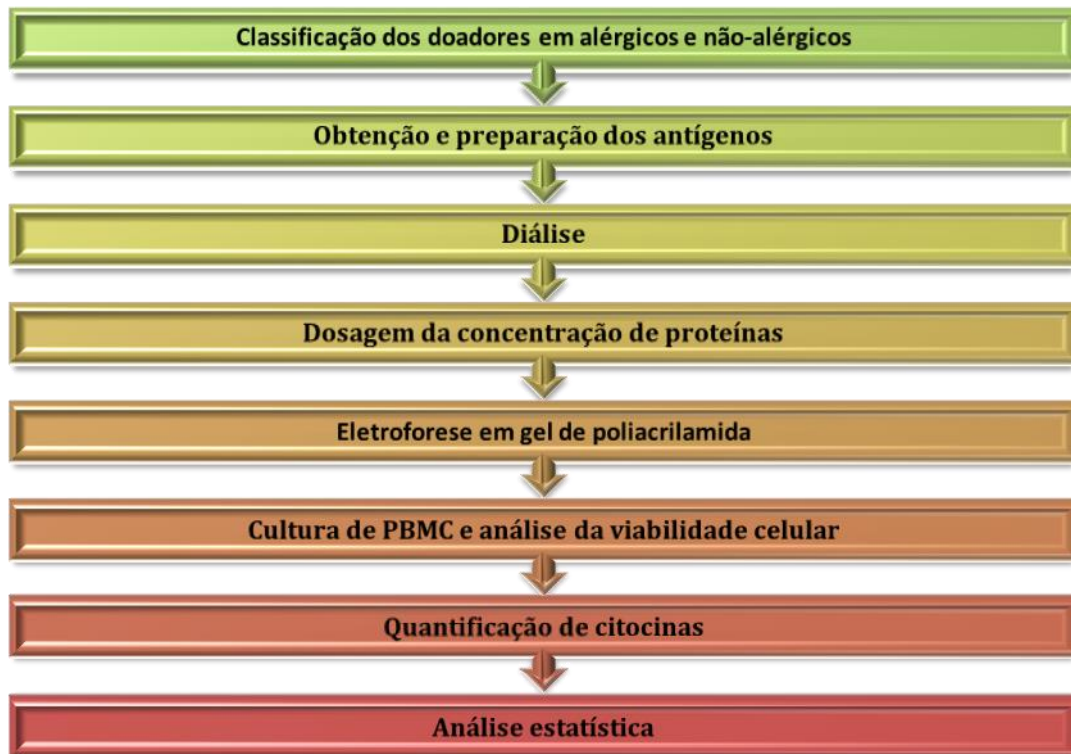 Classificação dos doadores em alérgicos e não-alérgicos
Obtenção e preparação dos antígenos
Diálise
Dosagem da concentração de proteínas
Eletroforese em gel de poliacrilamida
Cultura de PBMC e análise da viabilidade celular
Quantificação de citocinas
Análise estatística